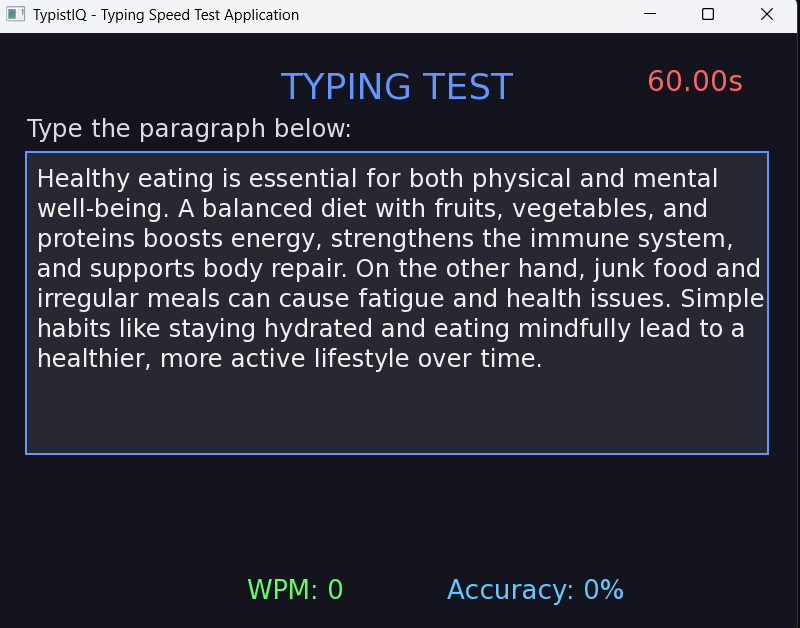 TypistIQ - Typing Speed Test Application
TYPING TEST
60.00s
Type the paragraph below:
Healthy eating is essential for both physical and mental
well-being. A balanced diet with fruits, vegetables, and
proteins boosts energy, strengthens the immune system,
and supports body repair. On the other hand, junk food and
irregular meals can cause fatigue and health issues. Simple
habits like staying hydrated and eating mindfully lead to a
healthier, more active lifestyle over time.
WPM: 0
Accuracy: 0%